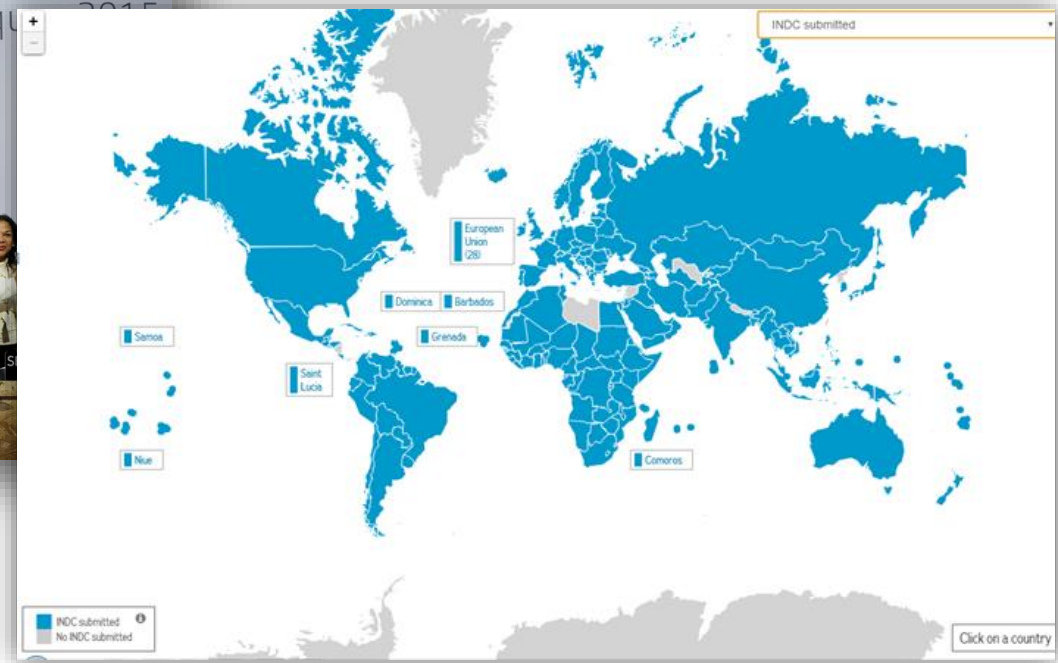 2015
+
−
INDC submitted
European
Union
(28)
Dominica
Barbados
Samoa
Grenada
Saint
Lucia
Niue
Comoros
INDC submitted
No INDC submitted
Click on a country